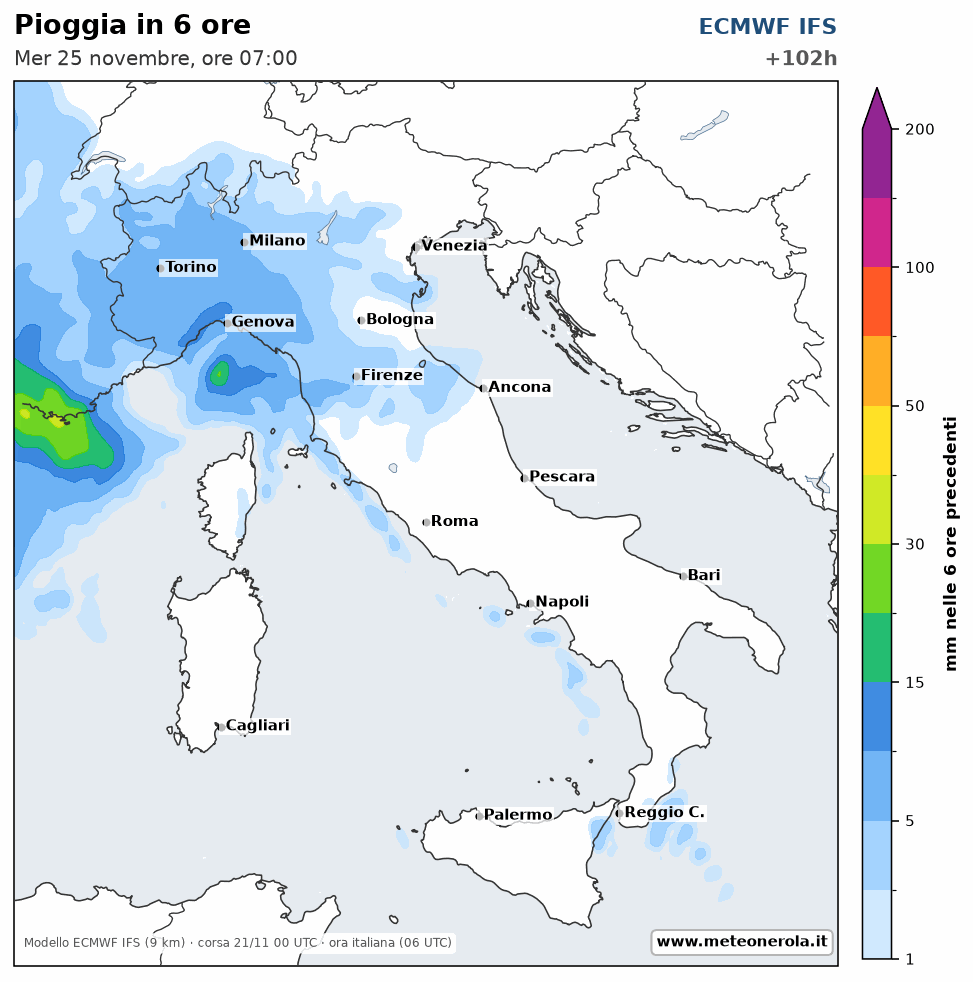 Pioggia in 6 ore
ECMWF IFS
Mer 25 novembre, ore 07:00
+102h
200
100
50
30
15
5
1
mm nelle 6 ore precedenti
Milano
Venezia
Torino
Genova
Bologna
Firenze
Ancona
Pescara
Roma
Bari
Napoli
Cagliari
Palermo
Reggio C.
Modello ECMWF IFS (9 km) · corsa 21/11 00 UTC · ora italiana (06 UTC)
www.meteonerola.it